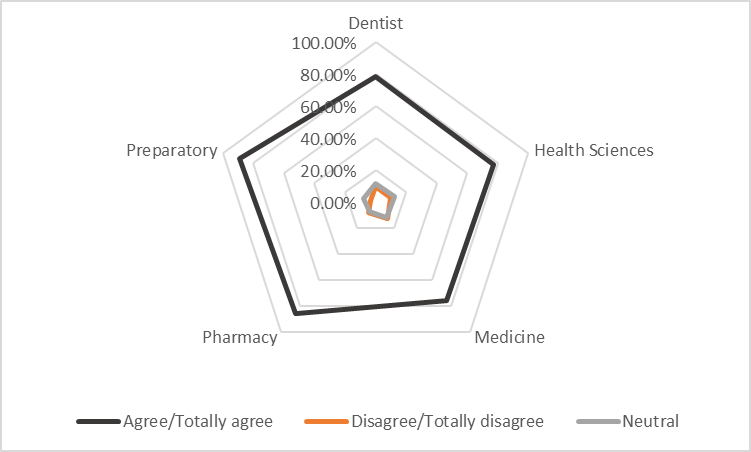 Dentist
100.00%
80.00%
60.00%
40.00%
20.00%
0.00%
Preparatory
Health Sciences
Pharmacy
Medicine
Agree/Totally agree
Disagree/Totally disagree
Neutral